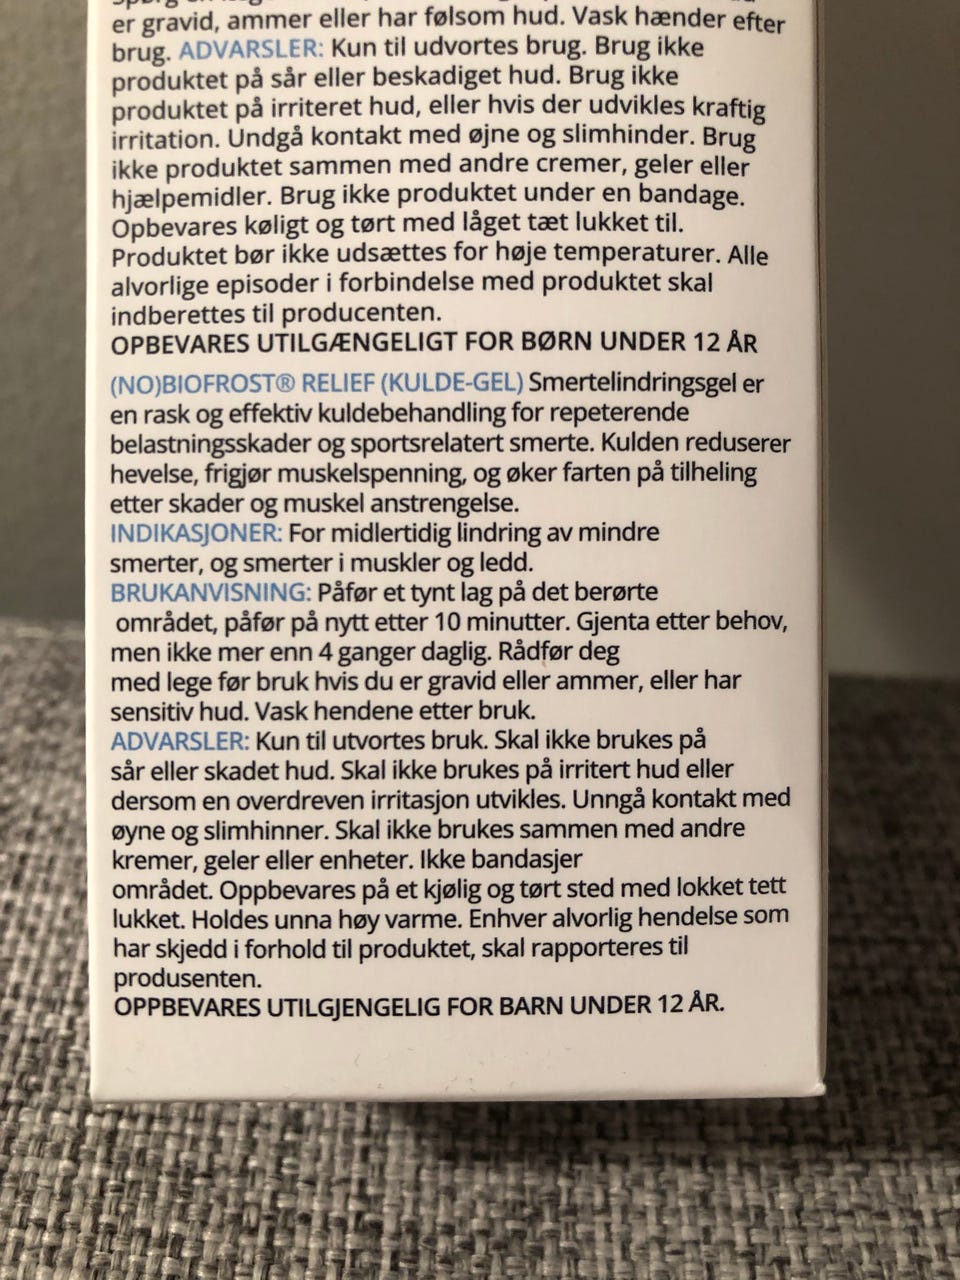 er gravid, ammer eller har følsom hud. Vask hænder efter
brug. ADVARSLER: Kun til udvortes brug. Brug ikke
produktet på sår eller beskadiget hud. Brug ikke
produktet på irriteret hud, eller hvis der udvikles kraftig
irritation. Undgå kontakt med øjne og slimhinder. Brug
ikke produktet sammen med andre cremer, geler eller
hjælpemidler. Brug ikke produktet under en bandage.
Opbevares køligt og tørt med låget tæt lukket til.
Produktet bør ikke udsættes for høje temperaturer. Alle
alvorlige episoder i forbindelse med produktet skal
indberettes til producenten.
OPBEVARES UTILGÆNGELIGT FOR BØRN UNDER 12 ÅR
(NO)BIOFROST® RELIEF (KULDE-GEL) Smertelindringsgel er
en rask og effektiv kuldebehandling for repeterende
belastningsskader og sportsrelatert smerte. Kulden reduserer
hevelse, frigjør muskelspenning, og øker farten på tilheling
etter skader og muskel anstrengelse.
INDIKASJONER: For midlertidig lindring av mindre
smerter, og smerter i muskler og ledd.
BRUKANVISNING: Påfør et tynt lag på det berørte
området, påfør på nytt etter 10 minutter. Gjenta etter behov,
men ikke mer enn 4 ganger daglig. Rådfør deg
med lege før bruk hvis du er gravid eller ammer, eller har
sensitiv hud. Vask hendene etter bruk.
ADVARSLER: Kun til utvortes bruk. Skal ikke brukes på
sår eller skadet hud. Skal ikke brukes på irritert hud eller
dersom en overdreven irritasjon utvikles. Unngå kontakt med
øyne og slimhinner. Skal ikke brukes sammen med andre
kremer, geler eller enheter. Ikke bandasjer
området. Oppbevares på et kjølig og tørt sted med lokket tett
lukket. Holdes unna høy varme. Enhver alvorlig hendelse som
har skjedd i forhold til produktet, skal rapporteres til
produsenten.
OPPBEVARES UTILGJENGELIG FOR BARN UNDER 12 ÅR.